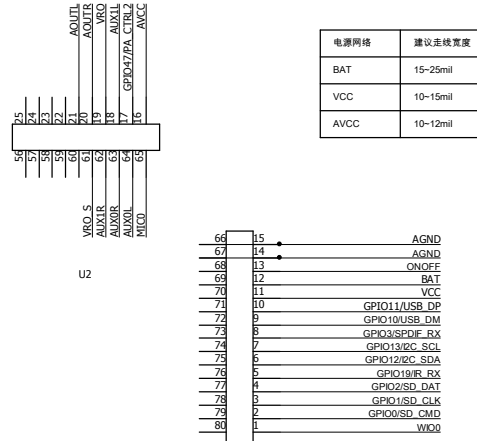 AOUTL
AOUTR
VRO
AUX1L
GPIO47/PA_CTRL2
AVCC
25
24
23
22
21
20
19
18
17
16
56
57
58
59
60
61
62
63
64
65
VRO_S
AUX1R
AUX0R
AUX0L
MIC0
U2
电源网络 建议走线宽度
BAT 15~25mil
VCC 10~15mil
AVCC 10~12mil
66 15 AGND
67 14 AGND
68 13 ONOFF
69 12 BAT
70 11 VCC
71 10 GPIO11/USB_DP
72 9 GPIO10/USB_DM
73 8 GPIO3/SPDIF_RX
74 7 GPIO13/I2C_SCL
75 6 GPIO12/I2C_SDA
76 5 GPIO19/IR_RX
77 4 GPIO2/SD_DAT
78 3 GPIO1/SD_CLK
79 2 GPIO0/SD_CMD
80 1 WIO0